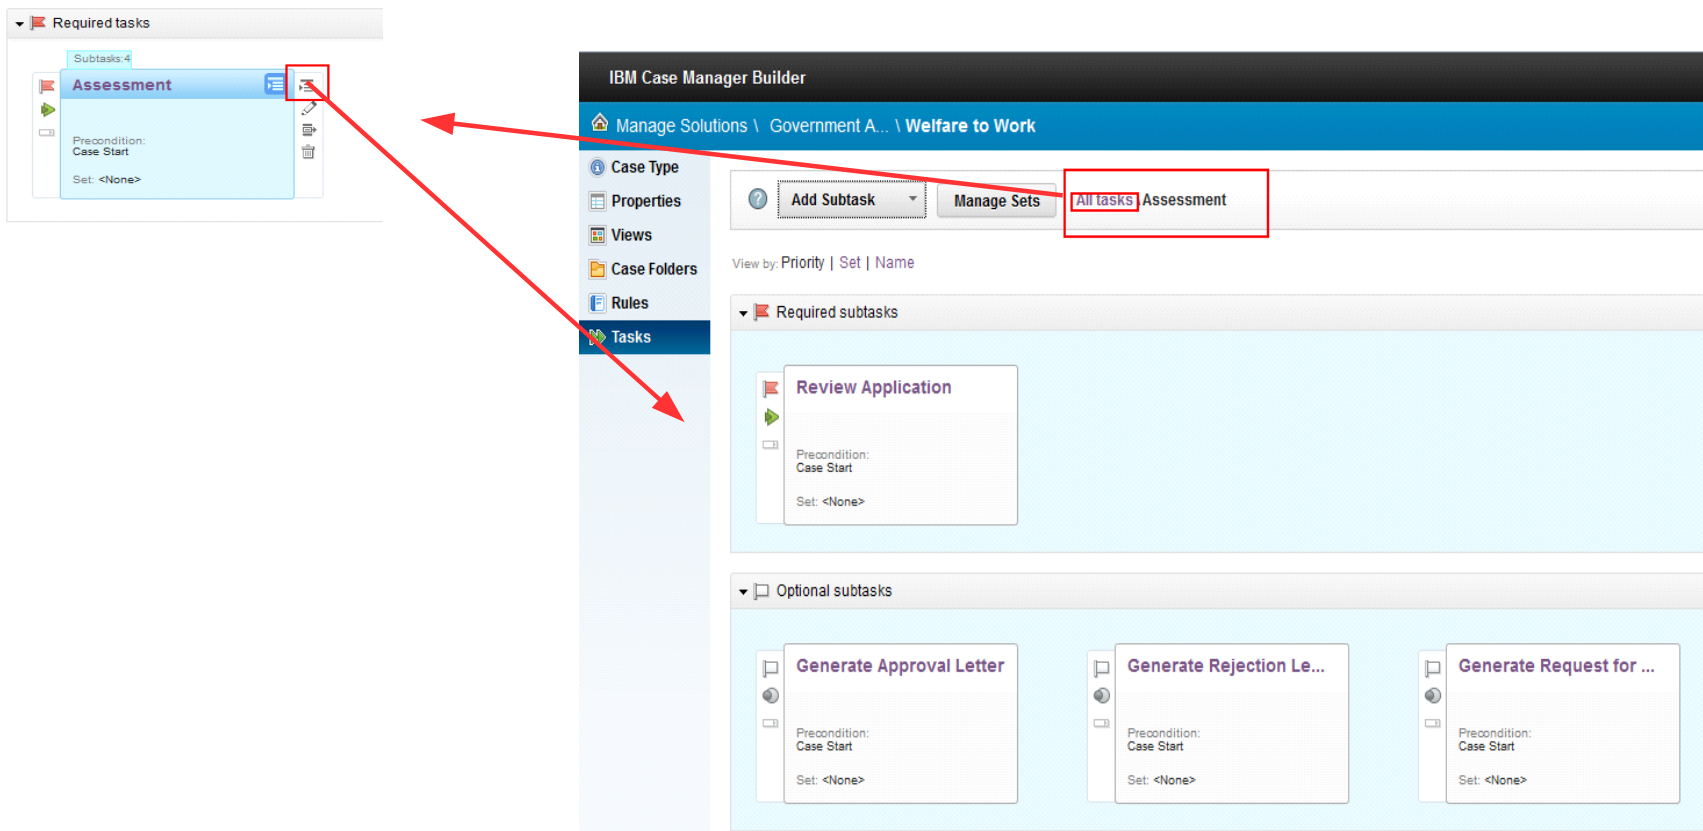 Required tasks
Subtasks:4
Assessment
Precondition:
Case Start
Set: <None>
IBM Case Manager Builder
Manage Solutions \ Government A... \ Welfare to Work
Case Type
Properties
Views
Case Folders
Rules
Tasks
Add Subtask
Manage Sets
All tasks \ Assessment
View by: Priority | Set | Name
Required subtasks
Review Application
Precondition:
Case Start
Set: <None>
Optional subtasks
Generate Approval Letter
Precondition:
Case Start
Set: <None>
Generate Rejection Le...
Precondition:
Case Start
Set: <None>
Generate Request for ...
Precondition:
Case Start
Set: <None>